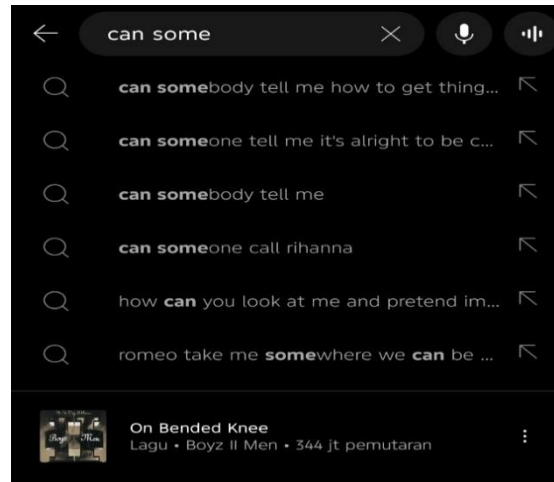 can some
can somebody tell me how to get thing...
can someone tell me it's alright to be c...
can somebody tell me
can someone call rihanna
how can you look at me and pretend im...
romeo take me somewhere we can be ...
On Bended Knee
Lagu • Boyz II Men • 344 jt pemutaran
Boyz Men